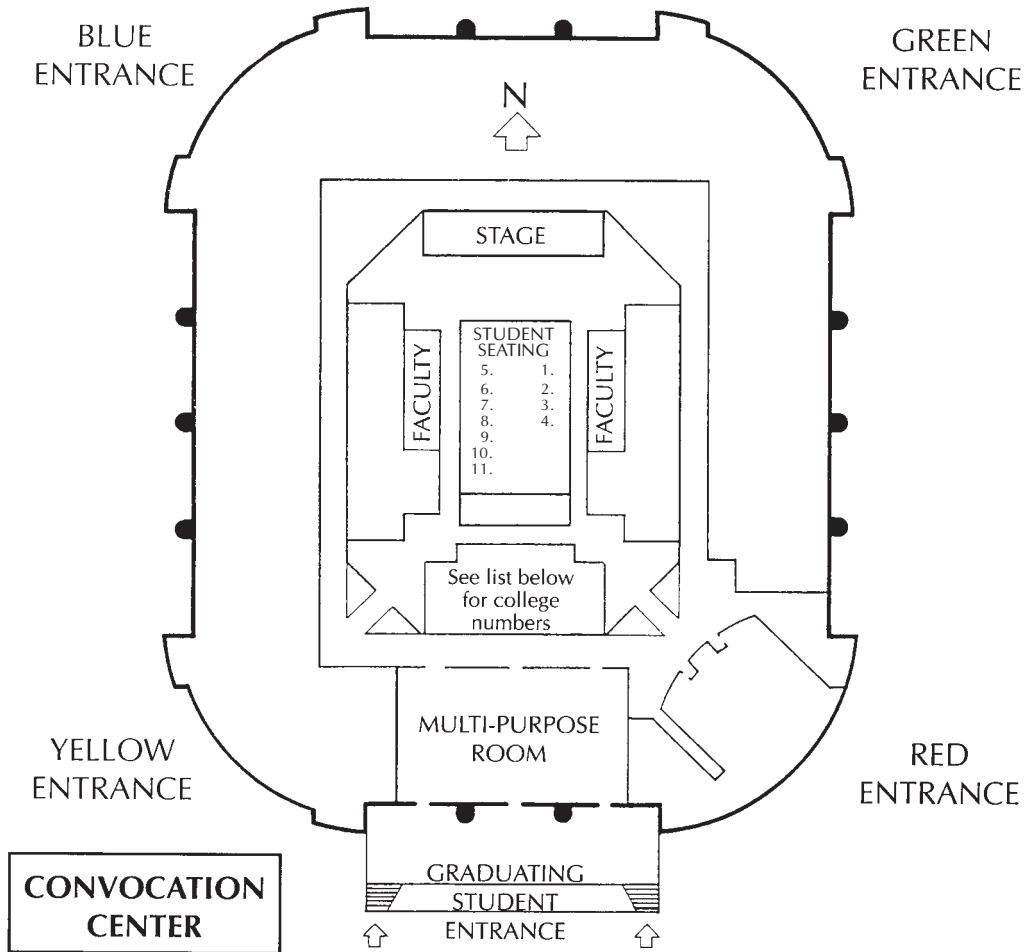 BLUE
ENTRANCE
GREEN
ENTRANCE
N
STAGE
STUDENT
SEATING
5. 1.
6. 2.
7. 3.
8. 4.
9.
10.
11.
FACULTY
FACULTY
See list below
for college
numbers
MULTI-PURPOSE
ROOM
YELLOW
ENTRANCE
RED
ENTRANCE
GRADUATING
STUDENT
ENTRANCE
CONVOCATION
CENTER